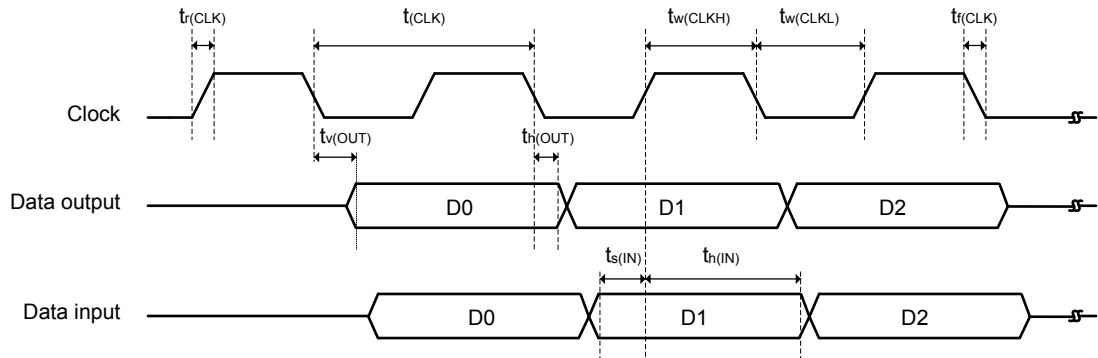 tr(CLK) t(CLK) tw(CLKH) tw(CLKL) tf(CLK)
Clock
tv(OUT) th(OUT)
Data output D0 D1 D2
ts(IN) th(IN)
Data input D0 D1 D2